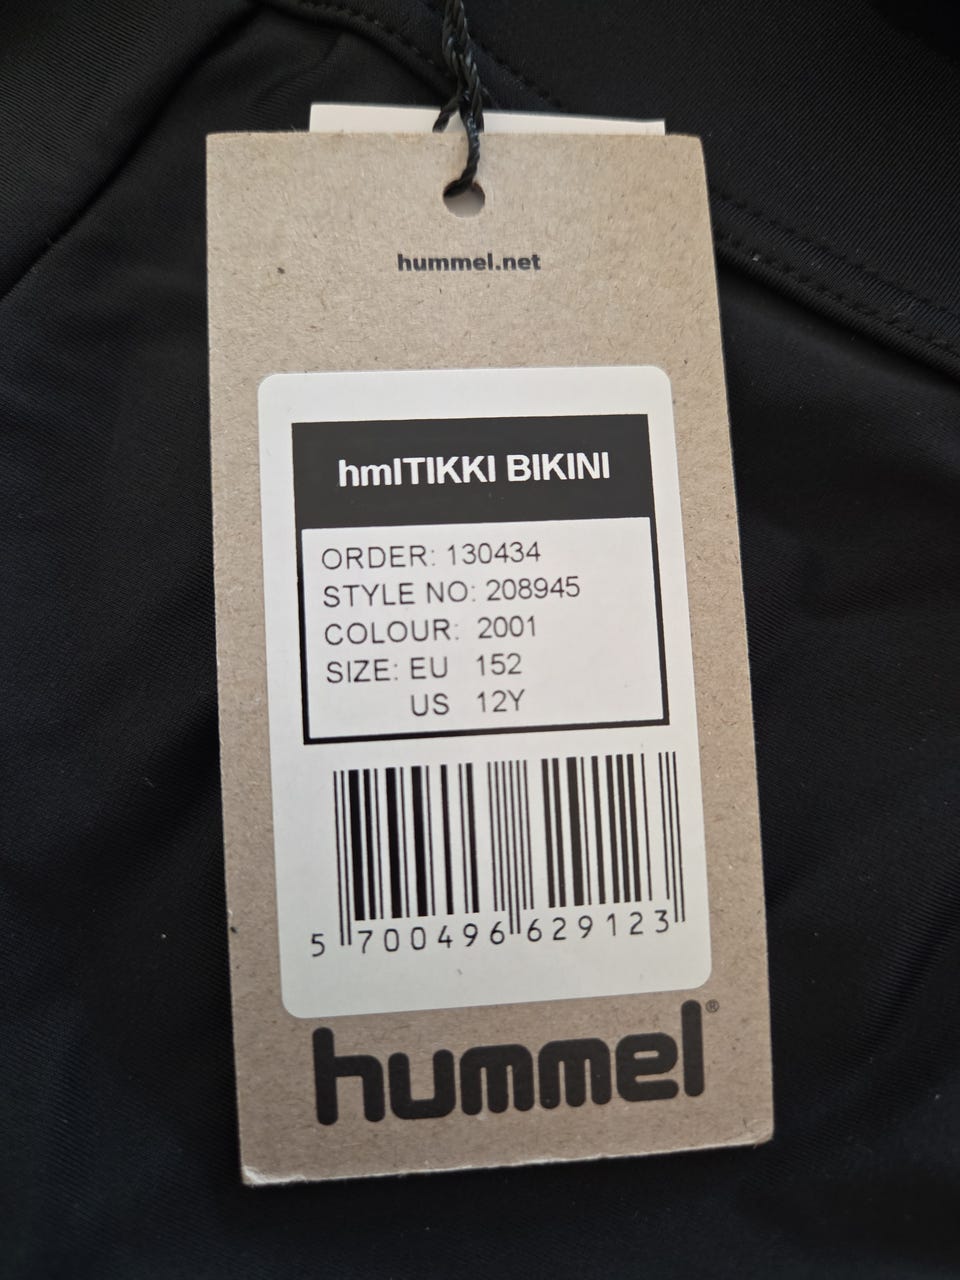 hummel.net
hmlTIKKI BIKINI
ORDER: 130434
STYLE NO: 208945
COLOUR: 2001
SIZE: EU 152
US 12Y
5 700496 629123
hummel®